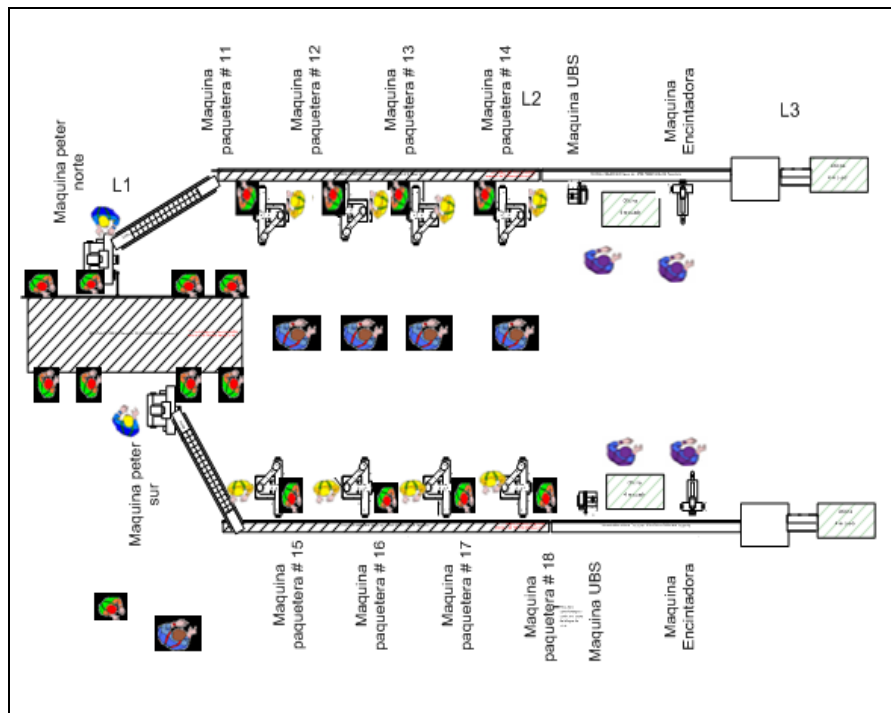 Maquina
paquetera # 11
Maquina
paquetera # 12
Maquina
paquetera # 13
Maquina
paquetera # 14
L2
Maquina UBS
Maquina
Encintadora
L3
Maquina peter
norte
L1
Maquina peter
sur
Maquina
paquetera # 15
Maquina
paquetera # 16
Maquina
paquetera # 17
Maquina
paquetera # 18
Maquina UBS
Maquina
Encintadora